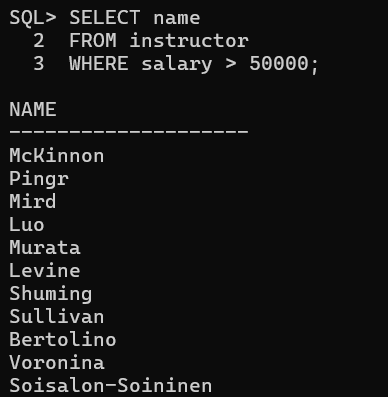 SQL> SELECT name
  2  FROM instructor
  3  WHERE salary > 50000;
NAME
--------------------
McKinnon
Pingr
Mird
Luo
Murata
Levine
Shuming
Sullivan
Bertolino
Voronina
Soisalon-Soininen